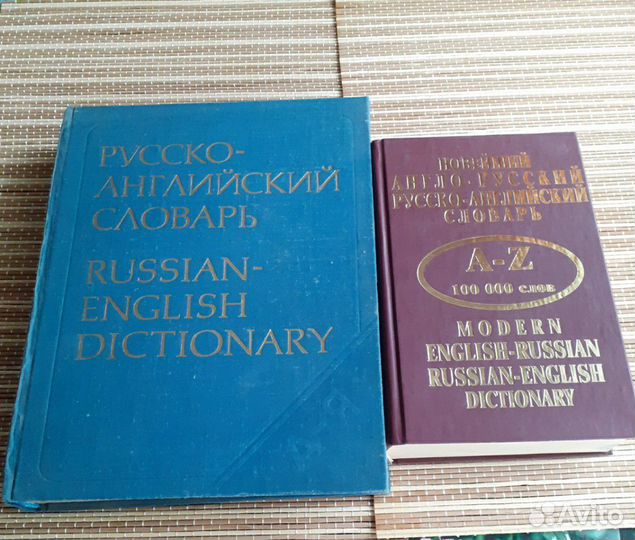 РУССКО-
АНГЛИЙСКИЙ
СЛОВАРЬ
RUSSIAN-
ENGLISH
DICTIONARY
А-Я
НОВЕЙШИЙ
АНГЛО-РУССКИЙ
РУССКО-АНГЛИЙСКИЙ
СЛОВАРЬ
A-Z
100 000 слов
MODERN
ENGLISH-RUSSIAN
RUSSIAN-ENGLISH
DICTIONARY
Avito